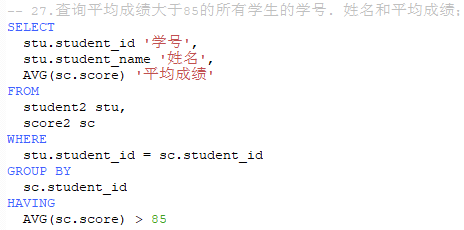 -- 27.查询平均成绩大于85的所有学生的学号．姓名和平均成绩;
SELECT
stu.student_id '学号',
stu.student_name '姓名',
AVG(sc.score) '平均成绩'
FROM
student2 stu,
score2 sc
WHERE
stu.student_id = sc.student_id
GROUP BY
sc.student_id
HAVING
AVG(sc.score) > 85